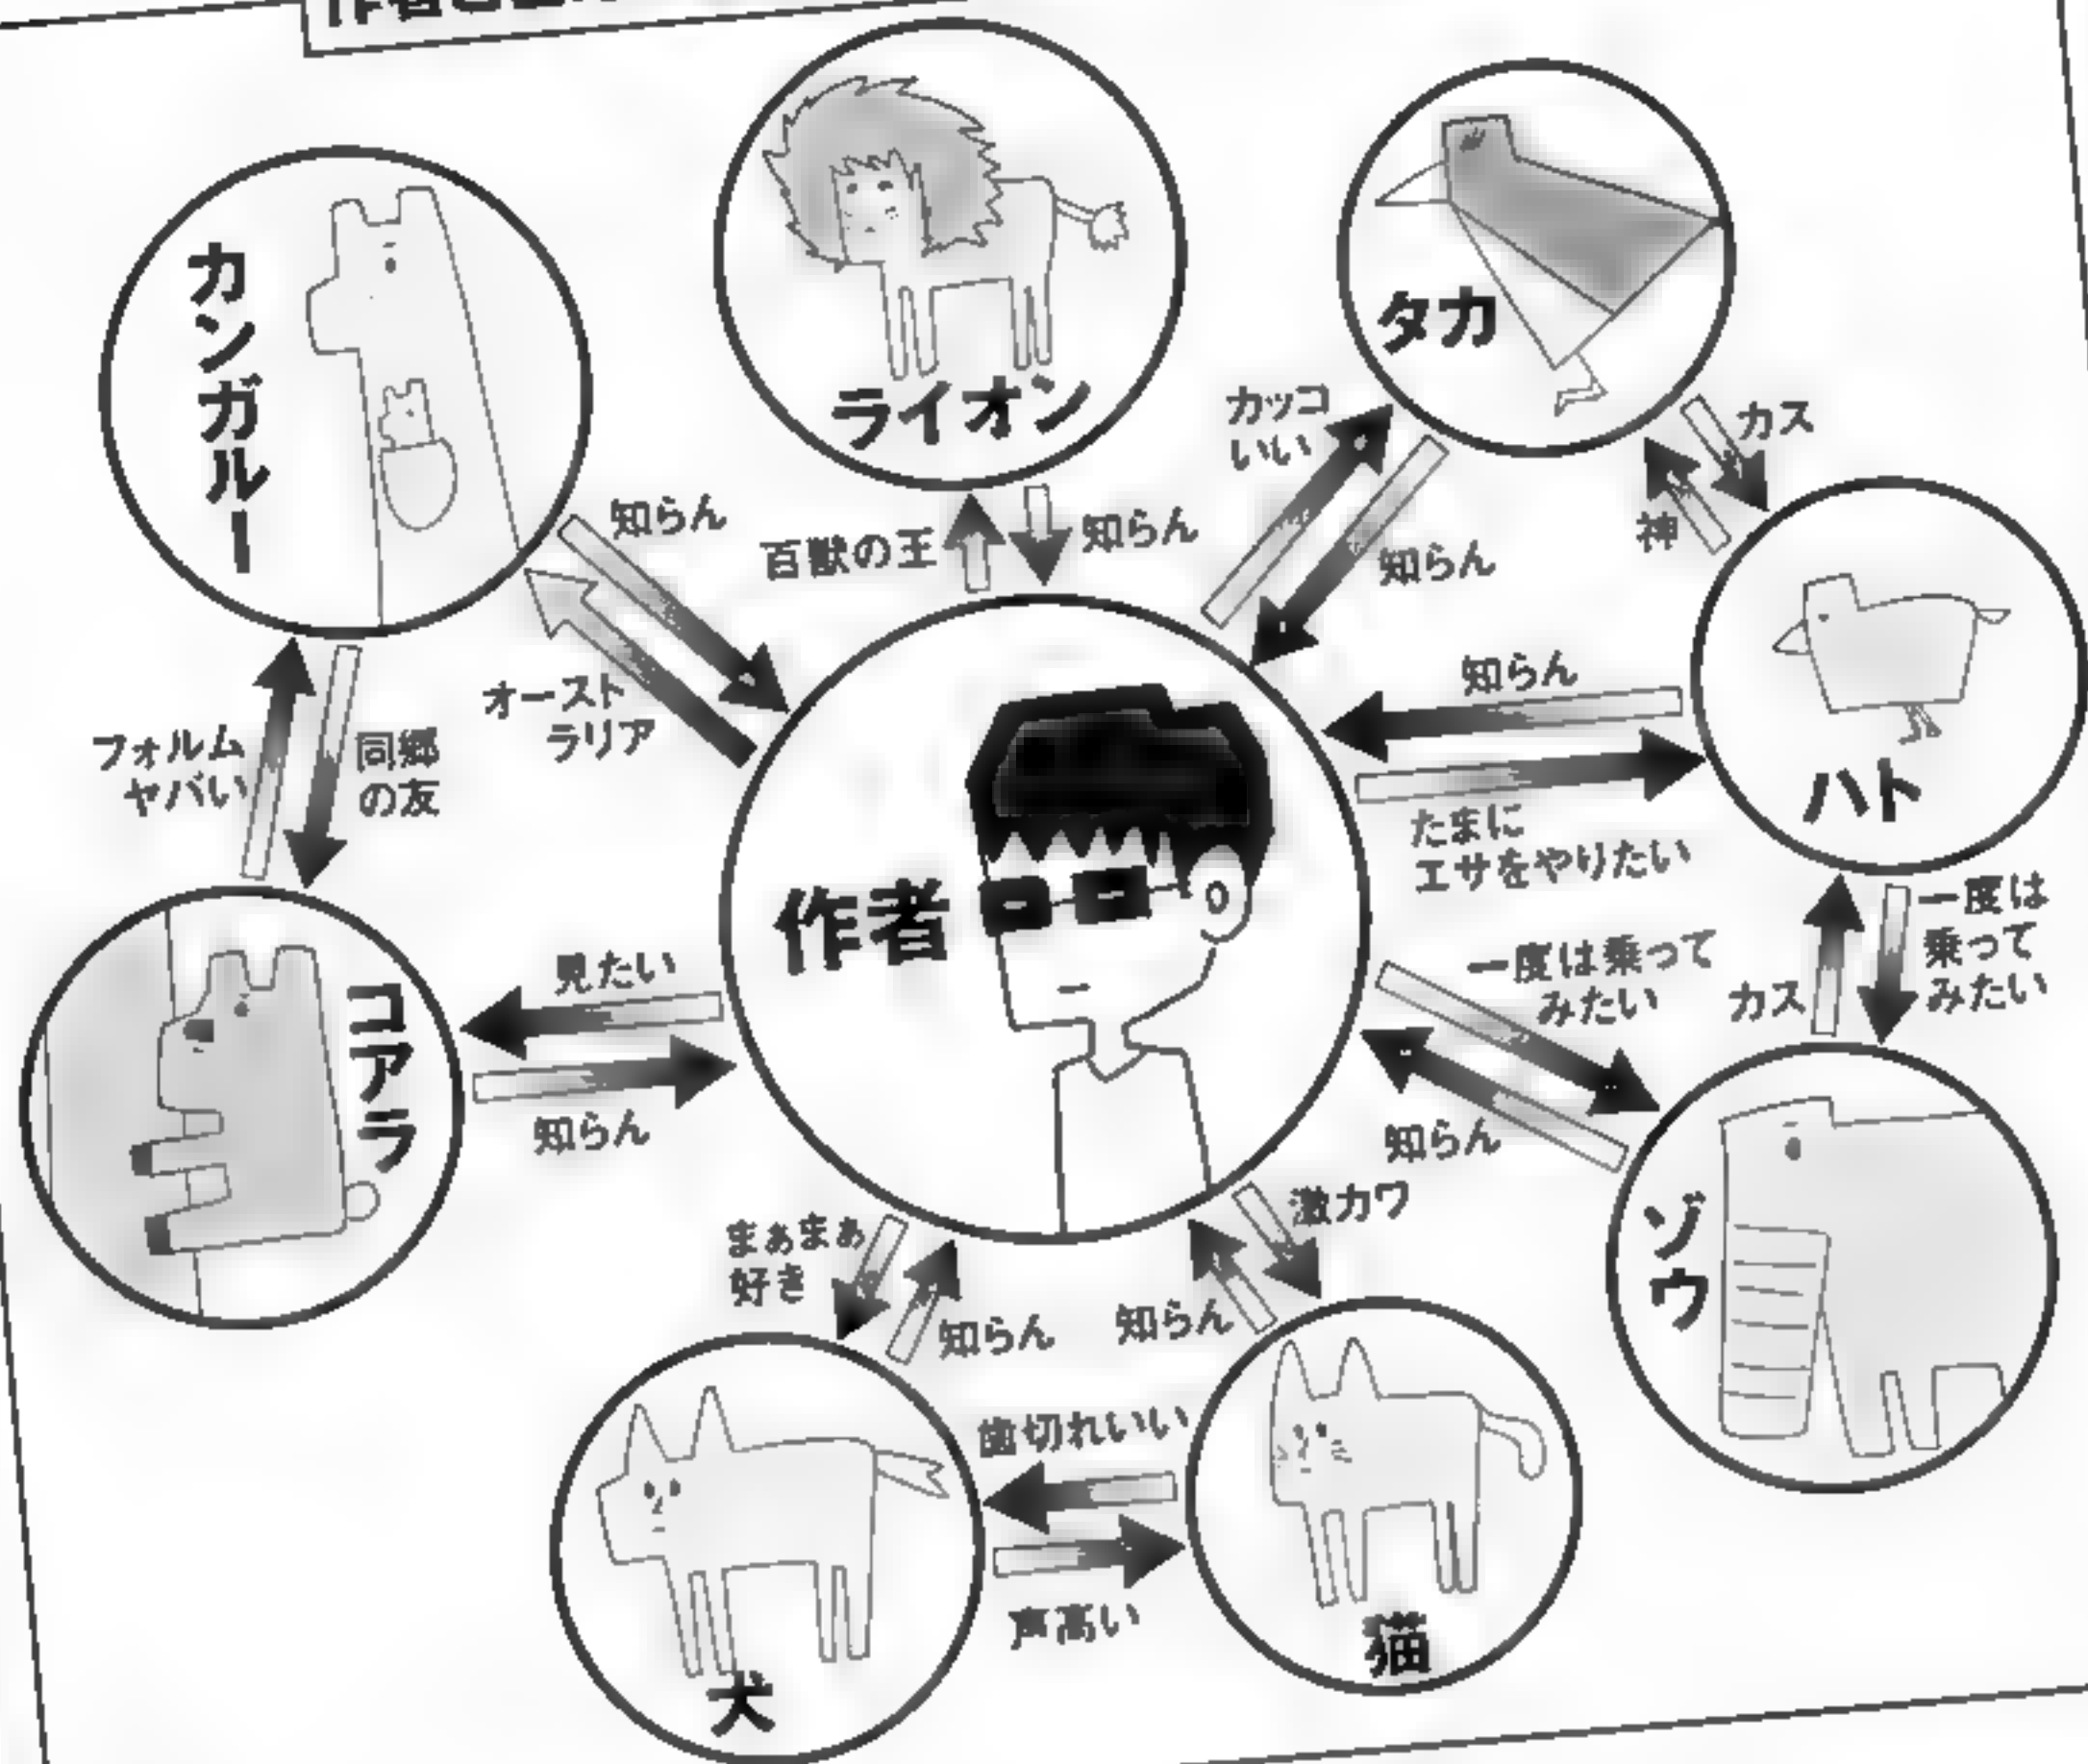 カンガルー
ライオン
タカ
カッコ
いい
カス
知らん
百獣の王
知らん
知らん
神
オースト
ラリア
知らん
フォルム
ヤバい
同郷
の友
ハト
たまに
エサをやりたい
作者
一度は
乗って
みたい
一度は乗って
みたい
カス
見たい
コアラ
知らん
知らん
激カワ
ゾウ
まぁまぁ
好き
知らん
知らん
歯切れいい
声高い
猫
犬